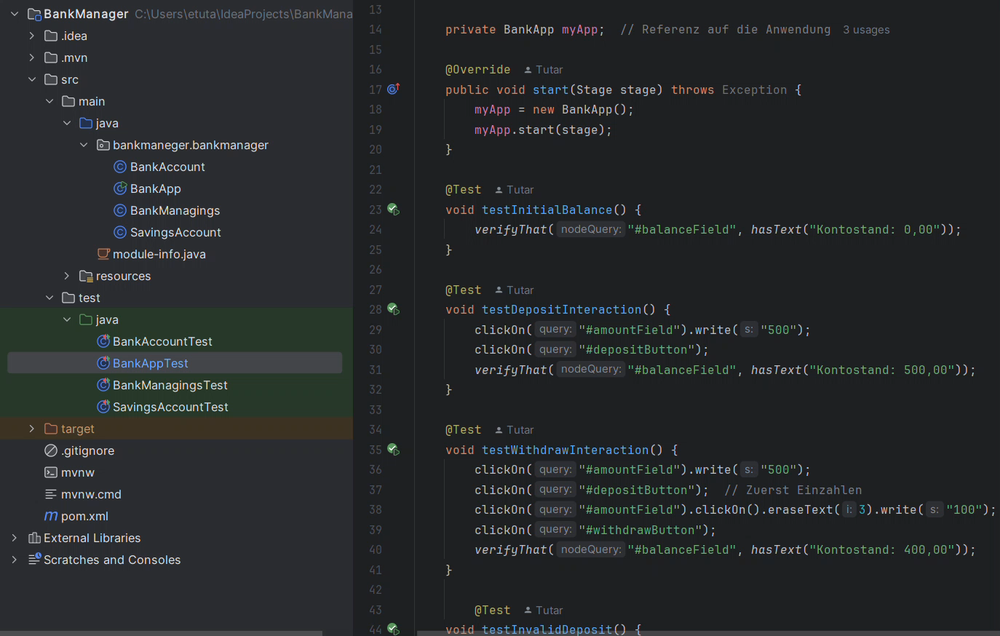 BankManager C:\Users\etuta\IdeaProjects\BankMana
.idea
.mvn
src
main
java
bankmaneger.bankmanager
BankAccount
BankApp
BankManagings
SavingsAccount
module-info.java
resources
test
java
BankAccountTest
BankAppTest
BankManagingsTest
SavingsAccountTest
target
.gitignore
mvnw
mvnw.cmd
pom.xml
External Libraries
Scratches and Consoles
13
14 private BankApp myApp; // Referenz auf die Anwendung 3 usages
15
16 @Override Tutar
17 public void start(Stage stage) throws Exception {
18 myApp = new BankApp();
19 myApp.start(stage);
20 }
21
22 @Test Tutar
23 void testInitialBalance() {
24 verifyThat( nodeQuery: "#balanceField", hasText("Kontostand: 0,00"));
25 }
26
27 @Test Tutar
28 void testDepositInteraction() {
29 clickOn( query: "#amountField").write( s: "500");
30 clickOn( query: "#depositButton");
31 verifyThat( nodeQuery: "#balanceField", hasText("Kontostand: 500,00"));
32 }
33
34 @Test Tutar
35 void testWithdrawInteraction() {
36 clickOn( query: "#amountField").write( s: "500");
37 clickOn( query: "#depositButton"); // Zuerst Einzahlen
38 clickOn( query: "#amountField").clickOn().eraseText( i: 3).write( s: "100");
39 clickOn( query: "#withdrawButton");
40 verifyThat( nodeQuery: "#balanceField", hasText("Kontostand: 400,00"));
41 }
42
43 @Test Tutar
44 void testInvalidDeposit() {